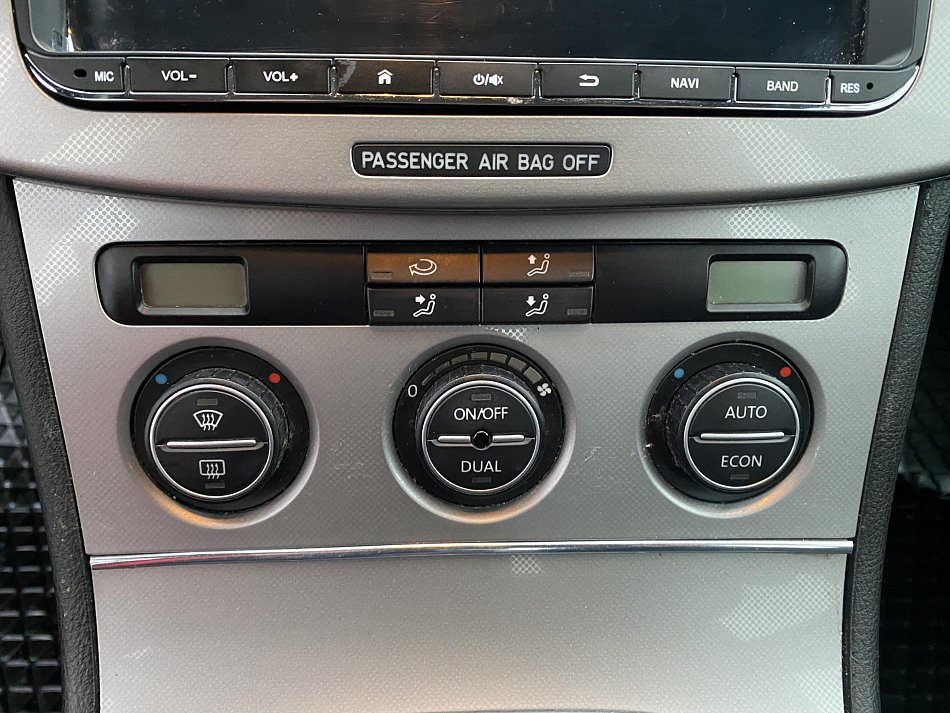 MIC VOL- VOL+ NAVI BAND RES
PASSENGER AIR BAG OFF
0
ON/OFF
DUAL
AUTO
ECON